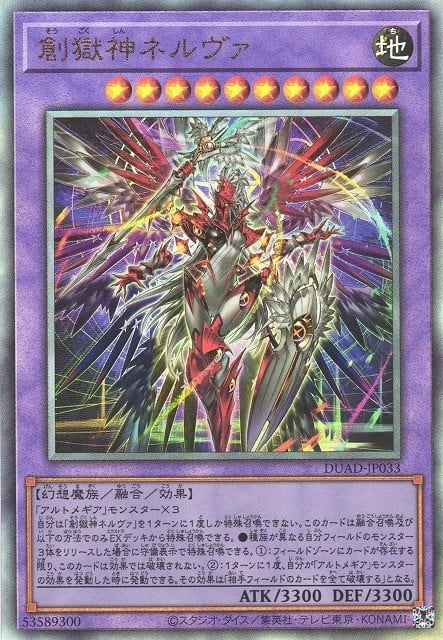 創獄神ネルヴァ
地
DUAD-JP033
【幻想魔族／融合／効果】
「アルトメギア」モンスター×3
自分は「創獄神ネルヴァ」を1ターンに1度しか特殊召喚できない。このカードは融合召喚及び
以下の方法でのみEXデッキから特殊召喚できる。●種族が異なる自分フィールドのモンスター
3体をリリースした場合に守備表示で特殊召喚できる。①：フィールドゾーンにカードが存在する
限り、このカードは効果では破壊されない。②：1ターンに1度、自分が「アルトメギア」モンスター
の効果を発動した時に発動できる。その効果は「相手フィールドのカードを全て破壊する」となる。
ATK/3300 DEF/3300
53589300
©スタジオ・ダイス／集英社・テレビ東京・KONAMI